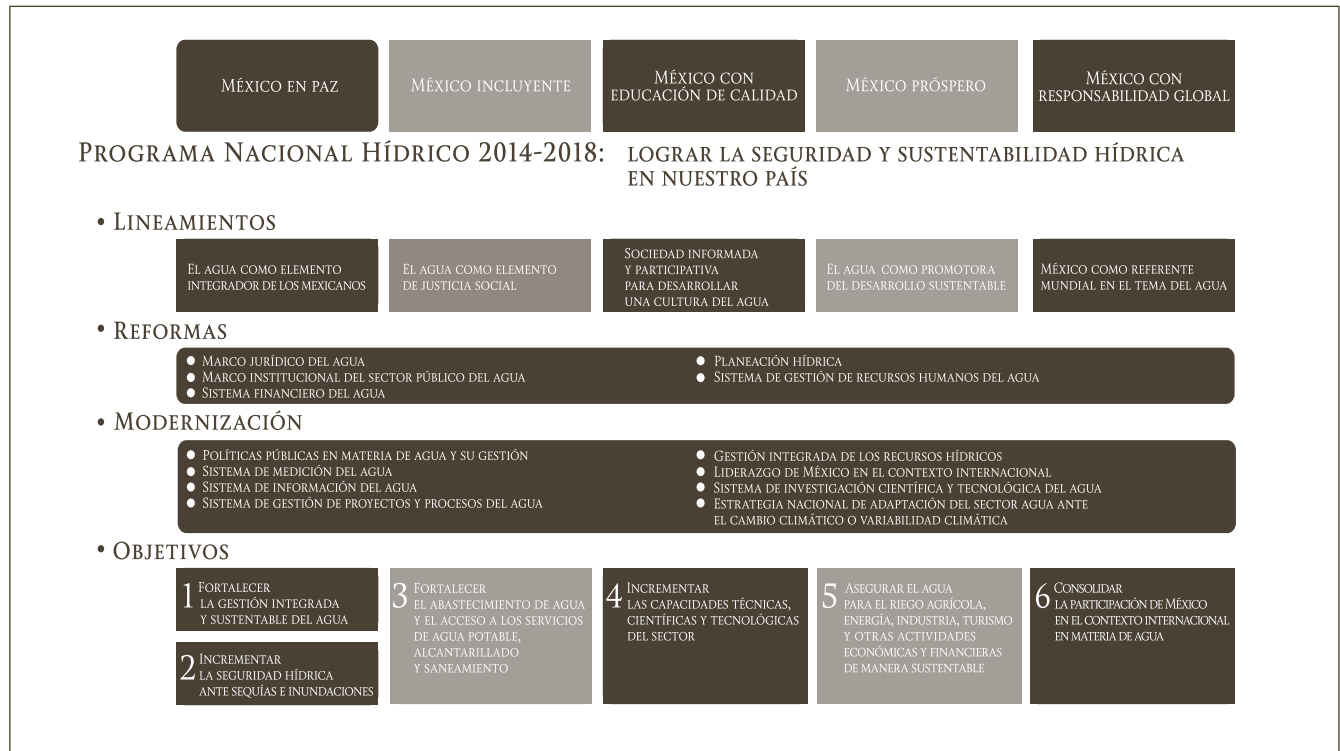 México en paz
México incluyente
México con
educación de calidad
México próspero
México con
responsabilidad global
Programa Nacional Hídrico 2014-2018: lograr la seguridad y sustentabilidad hídrica
en nuestro país
• Lineamientos
El agua como elemento
integrador de los mexicanos
El agua como elemento
de justicia social
Sociedad informada
y participativa
para desarrollar
una cultura del agua
El agua como promotora
del desarrollo sustentable
México como referente
mundial en el tema del agua
• Reformas
• Marco jurídico del agua
• Marco institucional del sector público del agua
• Sistema financiero del agua
• Planeación hídrica
• Sistema de gestión de recursos humanos del agua
• Modernización
• Políticas públicas en materia de agua y su gestión
• Sistema de medición del agua
• Sistema de información del agua
• Sistema de gestión de proyectos y procesos del agua
• Gestión integrada de los recursos hídricos
• Liderazgo de México en el contexto internacional
• Sistema de investigación científica y tecnológica del agua
• Estrategia nacional de adaptación del sector agua ante
el cambio climático o variabilidad climática
• Objetivos
1 Fortalecer
la gestión integrada
y sustentable del agua
2 Incrementar
la seguridad hídrica
ante sequías e inundaciones
3 Fortalecer
el abastecimiento de agua
y el acceso a los servicios
de agua potable,
alcantarillado
y saneamiento
4 Incrementar
las capacidades técnicas,
científicas y tecnológicas
del sector
5 Asegurar el agua
para el riego agrícola,
energía, industria, turismo
y otras actividades
económicas y financieras
de manera sustentable
6 Consolidar
la participación de México
en el contexto internacional
en materia de agua